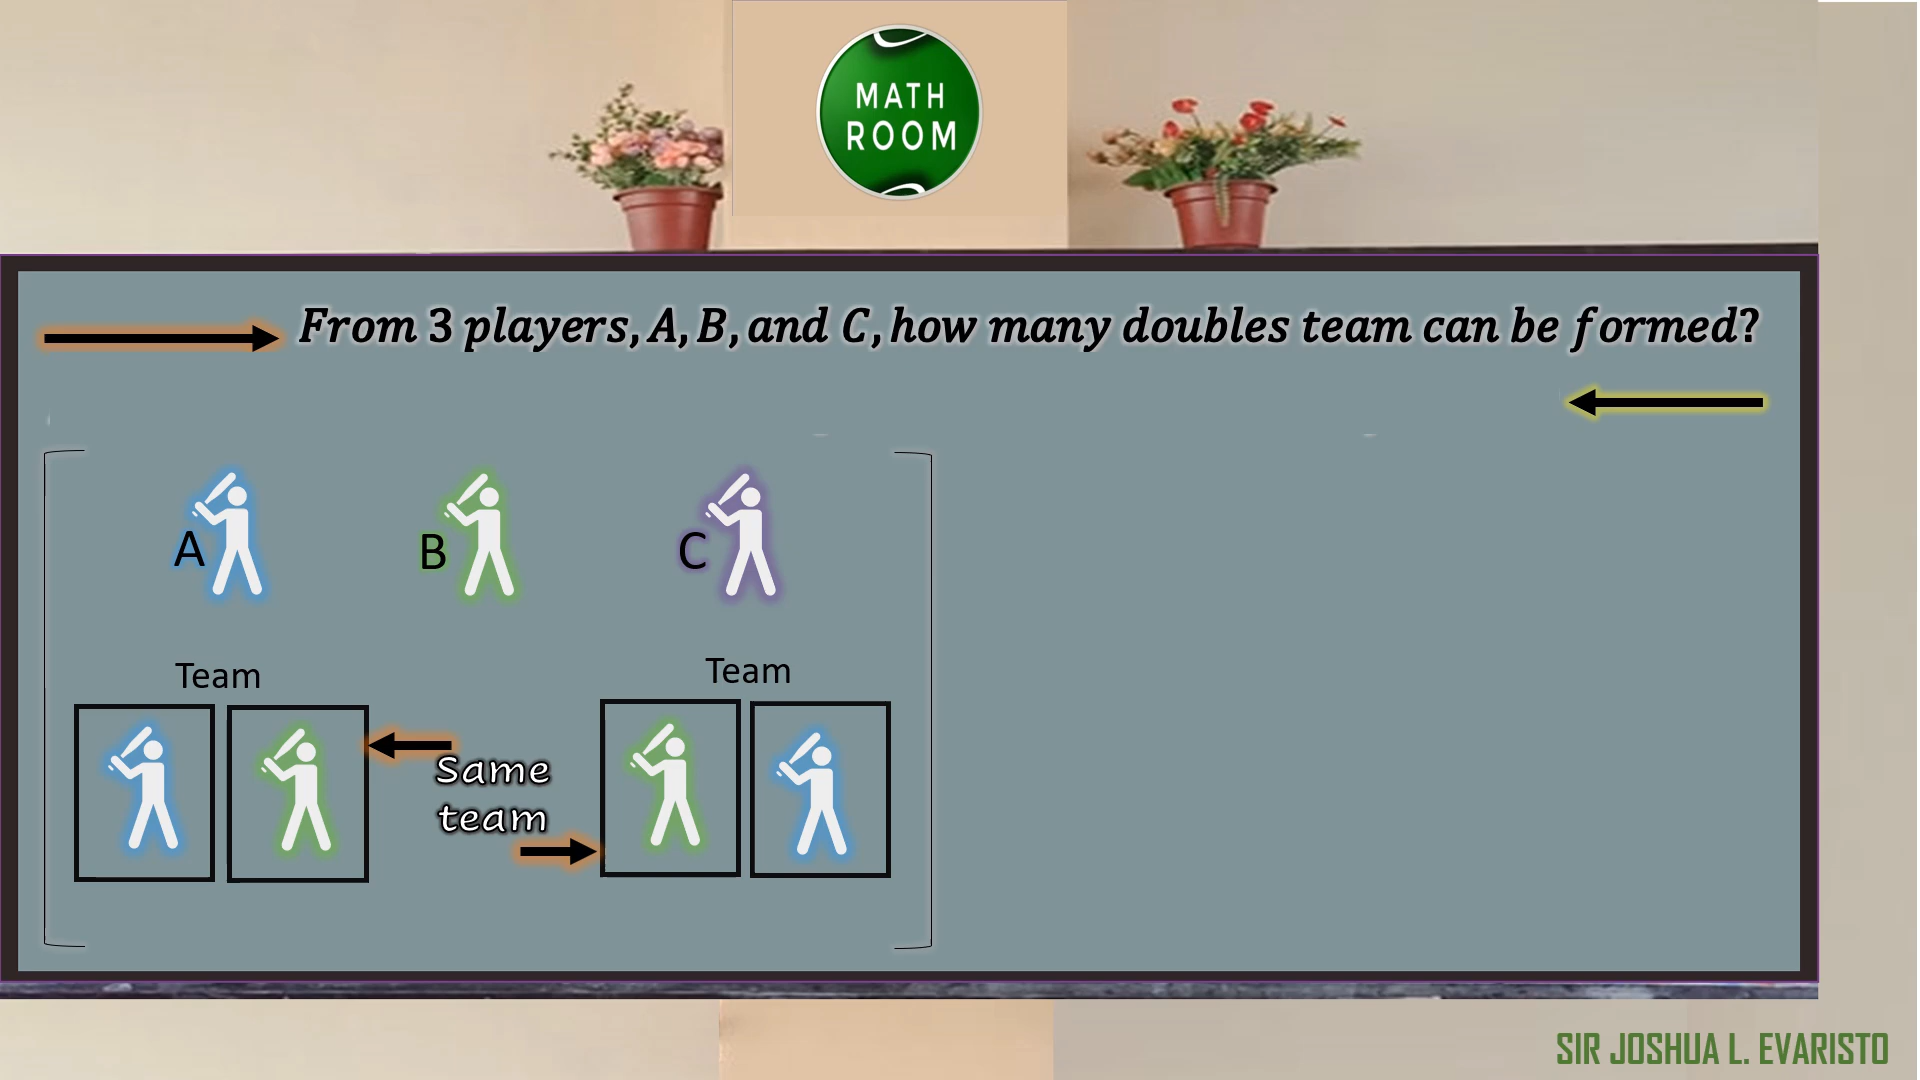 MATH
ROOM
From 3 players, A, B, and C, how many doubles team can be formed?
A B C
Team Team
Same
team
SIR JOSHUA L. EVARISTO